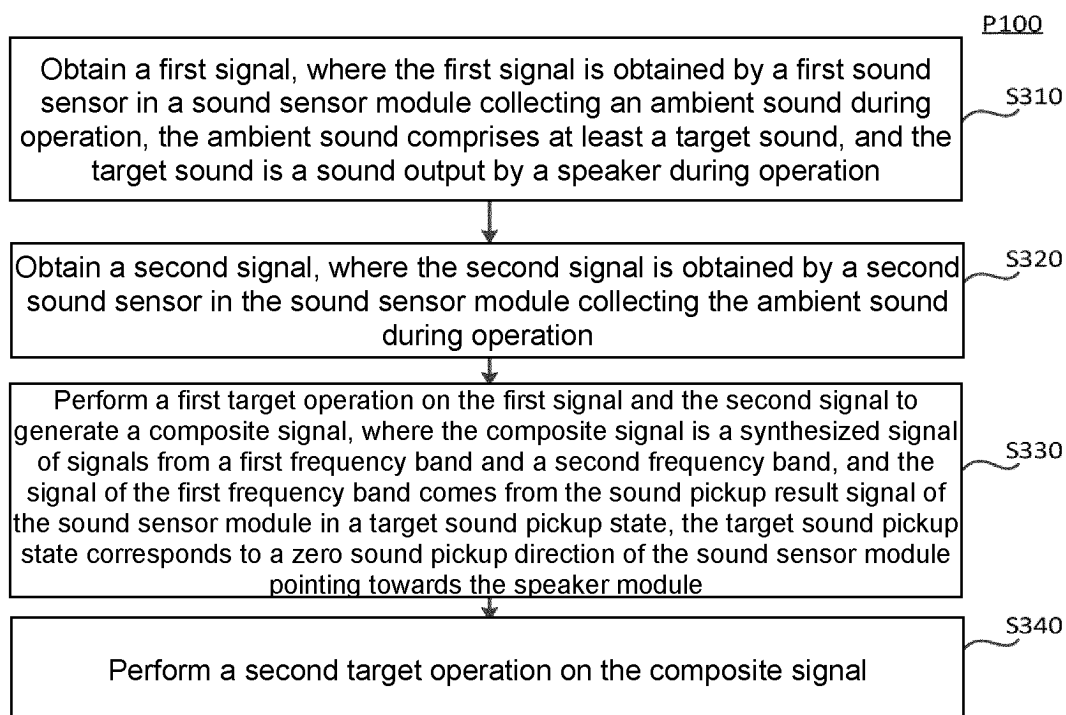 P100
Obtain a first signal, where the first signal is obtained by a first sound
sensor in a sound sensor module collecting an ambient sound during
operation, the ambient sound comprises at least a target sound, and the
target sound is a sound output by a speaker during operation
S310
Obtain a second signal, where the second signal is obtained by a second
sound sensor in the sound sensor module collecting the ambient sound
during operation
S320
Perform a first target operation on the first signal and the second signal to
generate a composite signal, where the composite signal is a synthesized signal
of signals from a first frequency band and a second frequency band, and the
signal of the first frequency band comes from the sound pickup result signal of
the sound sensor module in a target sound pickup state, the target sound pickup
state corresponds to a zero sound pickup direction of the sound sensor module
pointing towards the speaker module
S330
Perform a second target operation on the composite signal
S340